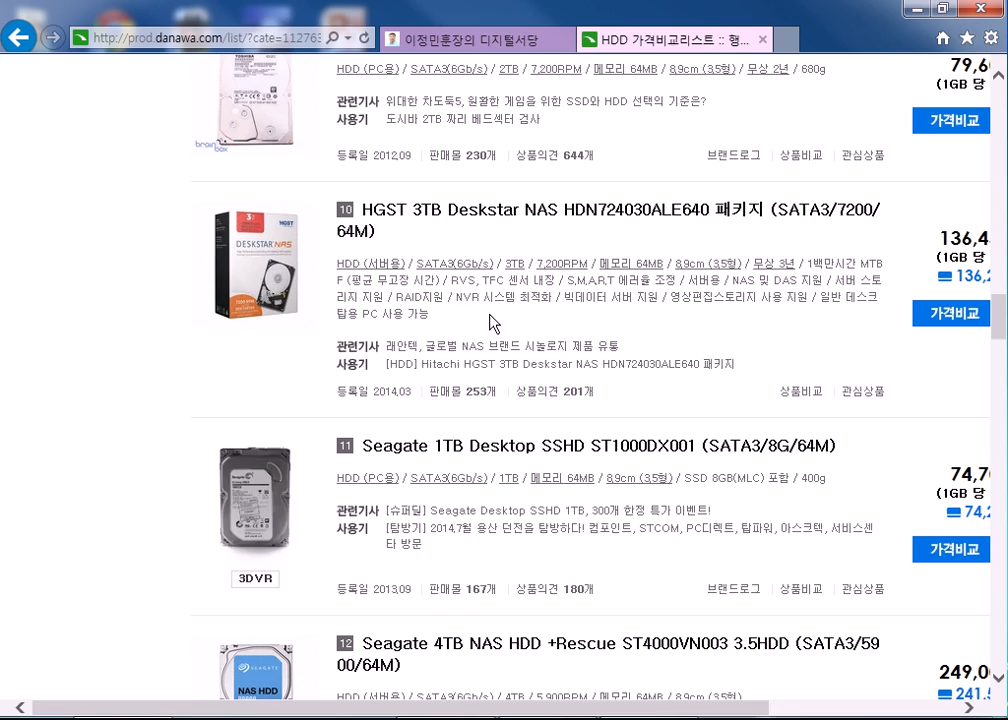 http://prod.danawa.com/list/?cate=11276
이정민훈장의 디지털서당
HDD 가격비교리스트 :: 행...
TOSHIBA
brain box
HDD (PC용) / SATA3(6Gb/s) / 2TB / 7,200RPM / 메모리 64MB / 8.9cm (3.5형) / 무상 2년 / 680g
79,6
(1GB 당
관련기사 위대한 차도둑5, 원활한 게임을 위한 SSD와 HDD 선택의 기준은?
사용기 도시바 2TB 짜리 베드섹터 검사
가격비교
등록일 2012.09 판매몰 230개 상품의견 644개 브랜드로그 상품비교 관심상품
HGST
DESKSTAR NAS
10 HGST 3TB Deskstar NAS HDN724030ALE640 패키지 (SATA3/7200/
64M)
136,4
(1GB 당
136,2
HDD (서버용) / SATA3(6Gb/s) / 3TB / 7,200RPM / 메모리 64MB / 8.9cm (3.5형) / 무상 3년 / 1백만시간 MTB
F (평균 무고장 시간) / RVS, TFC 센서 내장 / S.M.A.R.T 에러율 조정 / 서버용 / NAS 및 DAS 지원 / 서버 스토
리지 지원 / RAID지원 / NVR 시스템 최적화 / 빅데이터 서버 지원 / 영상편집스토리지 사용 지원 / 일반 데스크
탑용 PC 사용 가능
가격비교
관련기사 래안텍, 글로벌 NAS 브랜드 시놀로지 제품 유통
사용기 [HDD] Hitachi HGST 3TB Deskstar NAS HDN724030ALE640 패키지
등록일 2014.03 판매몰 253개 상품의견 201개 상품비교 관심상품
Seagate
3DVR
11 Seagate 1TB Desktop SSHD ST1000DX001 (SATA3/8G/64M)
74,7
(1GB 당
74,2
HDD (PC용) / SATA3(6Gb/s) / 1TB / 메모리 64MB / 8.9cm (3.5형) / SSD 8GB(MLC) 포함 / 400g
관련기사 [슈퍼딜] Seagate Desktop SSHD 1TB, 300개 한정 특가 이벤트!
사용기 [탐방기] 2014,7월 용산 던전을 탐방하다! 컴포인트, STCOM, PC디렉트, 탑파워, 아스크텍, 서비스센
타 방문
가격비교
등록일 2013.09 판매몰 167개 상품의견 180개 브랜드로그 상품비교 관심상품
SEAGATE
NAS HDD
12 Seagate 4TB NAS HDD +Rescue ST4000VN003 3.5HDD (SATA3/59
00/64M)
249,0
241,5
HDD (서버용) / SATA3(6Gb/s) / 4TB / 5,900RPM / 메모리 64MB / 8.9cm (3.5형)